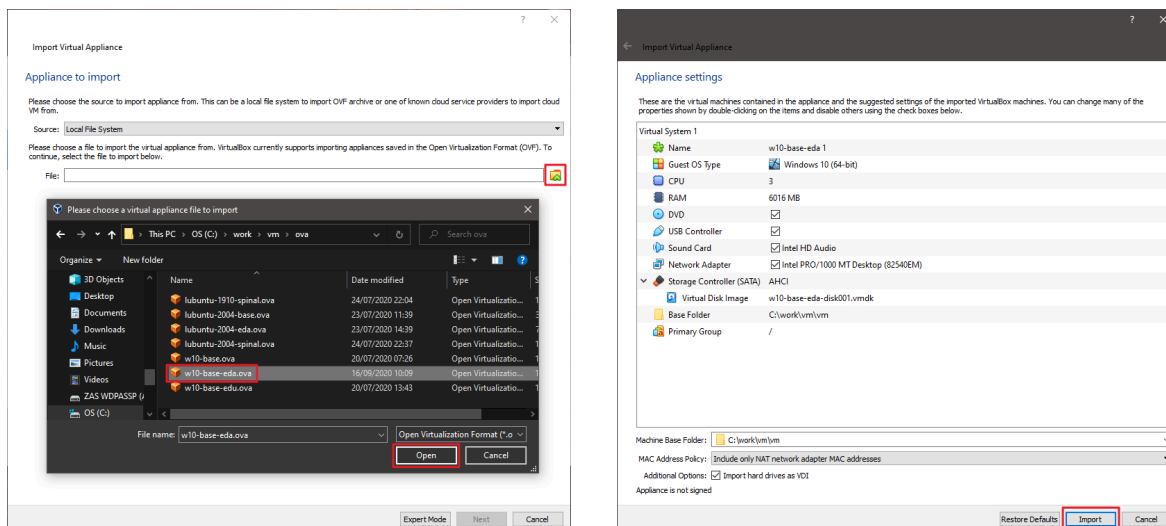 Import Virtual Appliance
Appliance to import
Please choose the source to import appliance from. This can be a local file system to import OVF archive or one of known cloud service providers to import cloud
VM from.
Source: Local File System
Please choose a file to import the virtual appliance from. VirtualBox currently supports importing appliances saved in the Open Virtualization Format (OVF). To
continue, select the file to import below.
File:
Please choose a virtual appliance file to import
This PC > OS (C:) > work > vm > ova
Search ova
Organize New folder
3D Objects
Desktop
Documents
Downloads
Music
Pictures
Videos
ZAS WDPASSP (
OS (C:)
Name Date modified Type S
lubuntu-1910-spinal.ova 24/07/2020 22:04 Open Virtualizatio...
lubuntu-2004-base.ova 23/07/2020 11:39 Open Virtualizatio...
lubuntu-2004-eda.ova 23/07/2020 14:39 Open Virtualizatio...
lubuntu-2004-spinal.ova 24/07/2020 22:37 Open Virtualizatio...
w10-base.ova 20/07/2020 07:26 Open Virtualizatio...
w10-base-eda.ova 16/09/2020 10:09 Open Virtualizatio...
w10-base-edu.ova 20/07/2020 13:43 Open Virtualizatio...
File name: w10-base-eda.ova Open Virtualization Format (*.o
Open Cancel
Expert Mode Next Cancel
Import Virtual Appliance
Appliance settings
These are the virtual machines contained in the appliance and the suggested settings of the imported VirtualBox machines. You can change many of the
properties shown by double-clicking on the items and disable others using the check boxes below.
Virtual System 1
Name w10-base-eda 1
Guest OS Type Windows 10 (64-bit)
CPU 3
RAM 6016 MB
DVD
USB Controller
Sound Card Intel HD Audio
Network Adapter Intel PRO/1000 MT Desktop (82540EM)
Storage Controller (SATA) AHCI
Virtual Disk Image w10-base-eda-disk001.vmdk
Base Folder C:\work\vm\vm
Primary Group /
Machine Base Folder: C:\work\vm\vm
MAC Address Policy: Include only NAT network adapter MAC addresses
Additional Options: Import hard drives as VDI
Appliance is not signed
Restore Defaults Import Cancel